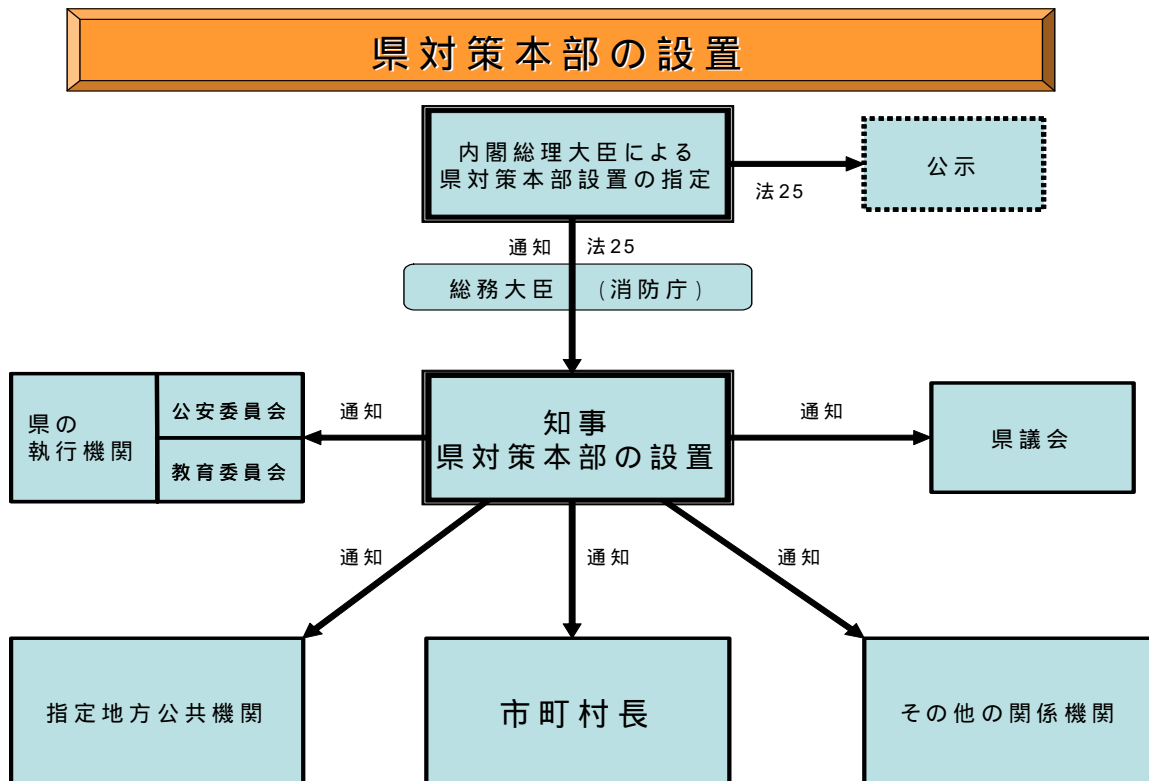 県対策本部の設置
内閣総理大臣による
県対策本部設置の指定
法25
公示
通知
法25
総務大臣
(消防庁)
県の
執行機関
公安委員会
教育委員会
通知
知事
県対策本部の設置
通知
県議会
通知
通知
通知
指定地方公共機関
市町村長
その他の関係機関